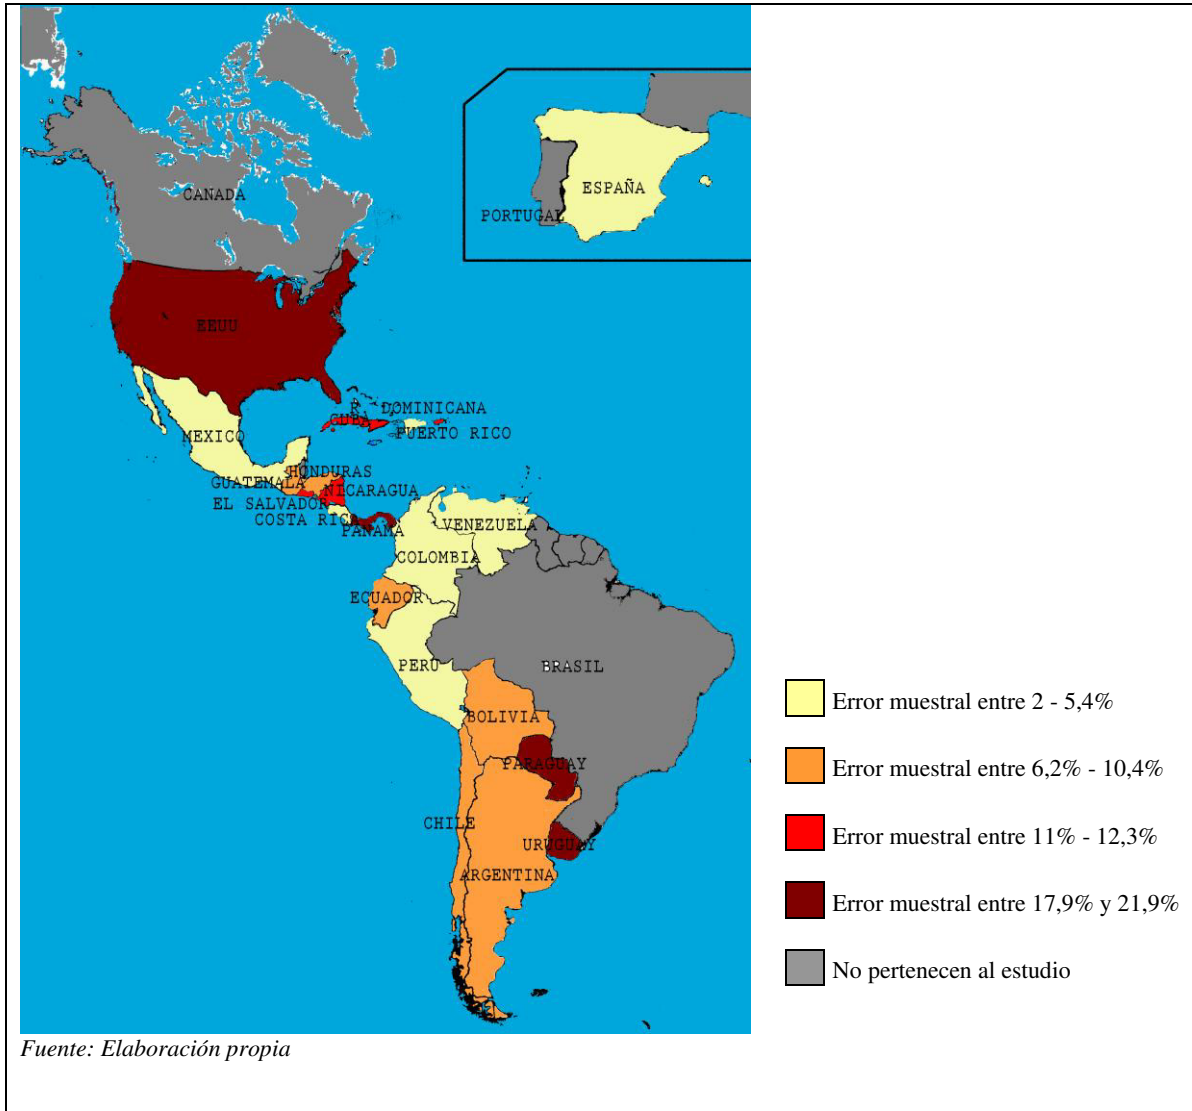 CANADA
ESPAÑA
PORTUGAL
EEUU
R. DOMINICANA
CUBA
PUERTO RICO
MEXICO
HONDURAS
GUATEMALA
NICARAGUA
EL SALVADOR
COSTA RICA
PANAMA
VENEZUELA
COLOMBIA
ECUADOR
PERU
BRASIL
BOLIVIA
PARAGUAY
CHILE
URUGUAY
ARGENTINA
Error muestral entre 2 - 5,4%
Error muestral entre 6,2% - 10,4%
Error muestral entre 11% - 12,3%
Error muestral entre 17,9% y 21,9%
No pertenecen al estudio
Fuente: Elaboración propia